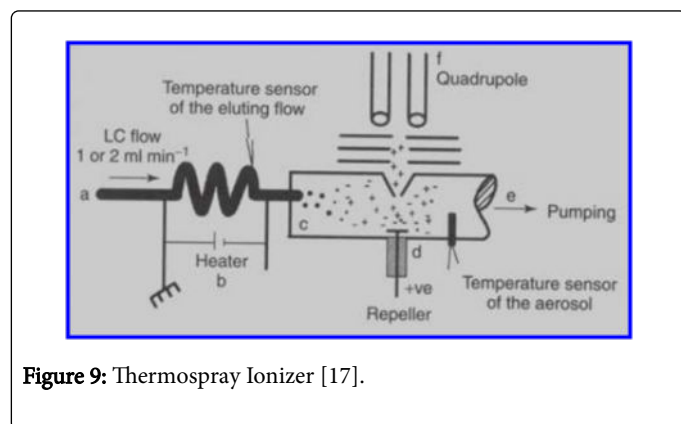 f
Quadrupole
Temperature sensor
of the eluting flow
LC flow
1 or 2 ml min⁻¹
a
e
Pumping
c
d
Heater
b
+ve
Repeller
Temperature sensor
of the aerosol
Figure 9: Thermospray Ionizer [17].